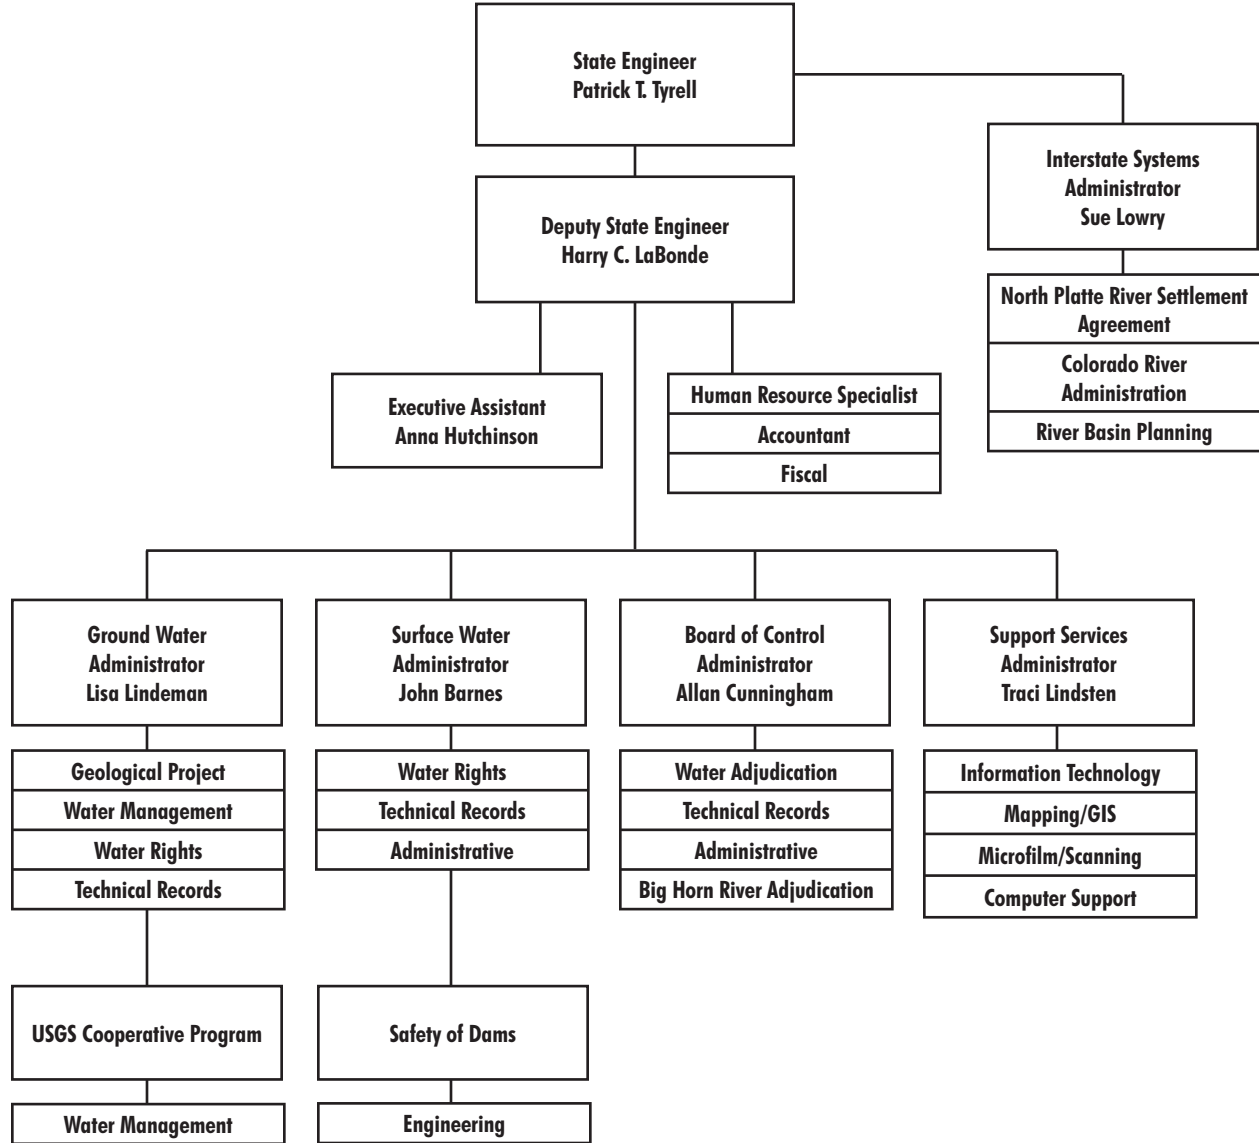 State Engineer
Patrick T. Tyrell
Interstate Systems
Administrator
Sue Lowry
Deputy State Engineer
Harry C. LaBonde
North Platte River Settlement
Agreement
Colorado River
Administration
River Basin Planning
Executive Assistant
Anna Hutchinson
Human Resource Specialist
Accountant
Fiscal
Ground Water
Administrator
Lisa Lindeman
Surface Water
Administrator
John Barnes
Board of Control
Administrator
Allan Cunningham
Support Services
Administrator
Traci Lindsten
Geological Project
Water Management
Water Rights
Technical Records
Water Rights
Technical Records
Administrative
Water Adjudication
Technical Records
Administrative
Big Horn River Adjudication
Information Technology
Mapping/GIS
Microfilm/Scanning
Computer Support
USGS Cooperative Program
Safety of Dams
Water Management
Engineering